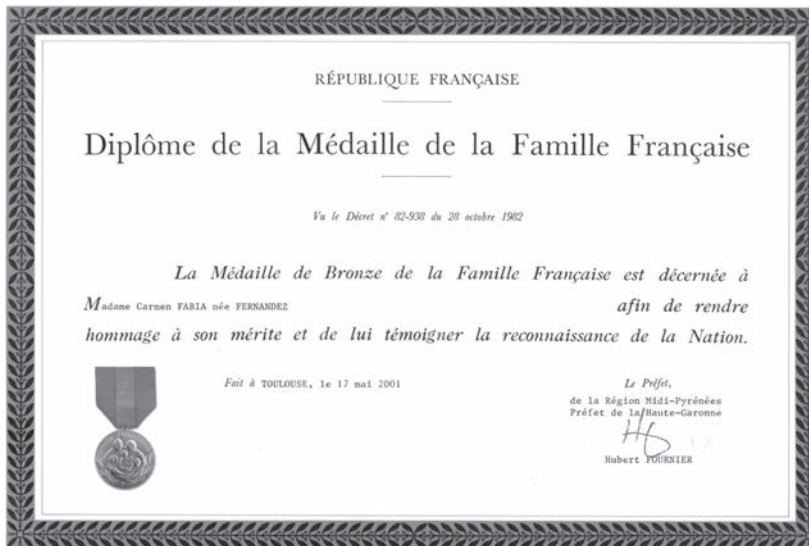 RÉPUBLIQUE FRANÇAISE
Diplôme de la Médaille de la Famille Française
Vu le Décret n° 82-938 du 28 octobre 1982
La Médaille de Bronze de la Famille Française est décernée à
Madame Carmen FABIA née FERNANDEZ afin de rendre
hommage à son mérite et de lui témoigner la reconnaissance de la Nation.
Fait à TOULOUSE, le 17 mai 2001
Le Préfet,
de la Région Midi-Pyrénées
Préfet de la Haute-Garonne
Hubert FOURNIER